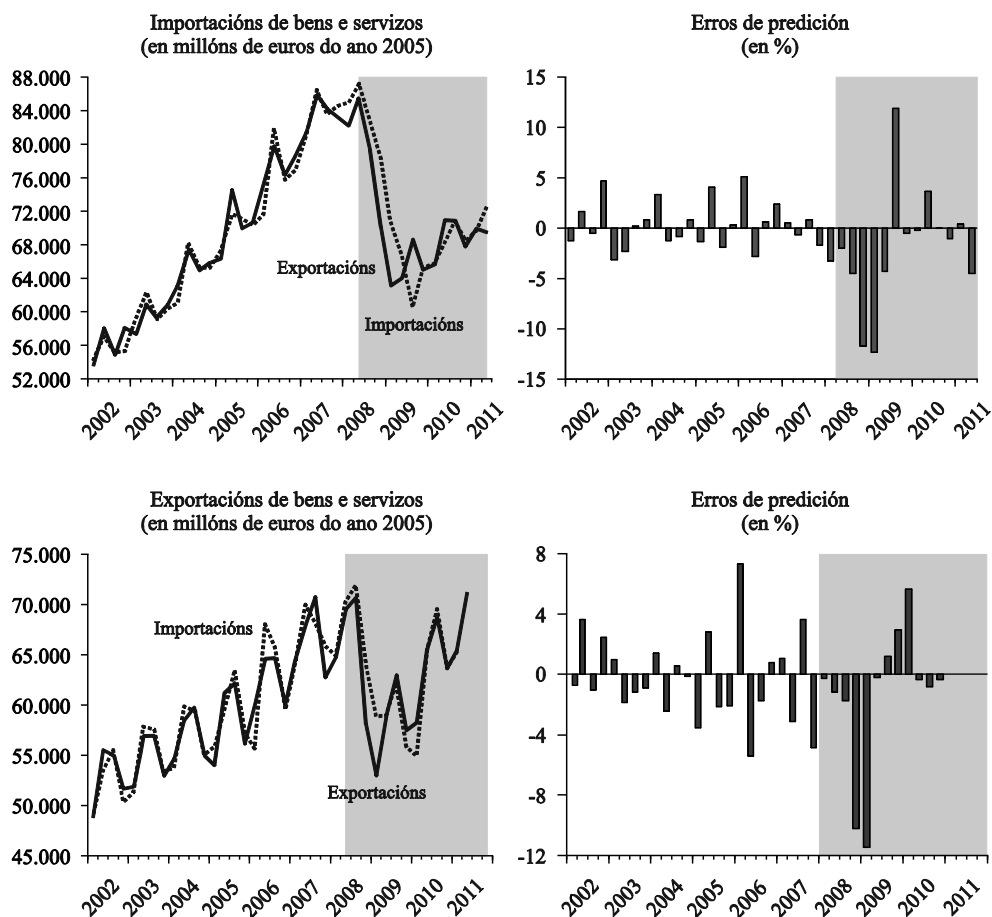 Importacións de bens e servizos
(en millóns de euros do ano 2005)
88.000
84.000
80.000
76.000
72.000
68.000
64.000
60.000
56.000
52.000
Exportacións
Importacións
2002 2003 2004 2005 2006 2007 2008 2009 2010 2011
Erros de predición
(en %)
15
10
5
0
-5
-10
-15
2002 2003 2004 2005 2006 2007 2008 2009 2010 2011
Exportacións de bens e servizos
(en millóns de euros do ano 2005)
75.000
70.000
65.000
60.000
55.000
50.000
45.000
Importacións
Exportacións
2002 2003 2004 2005 2006 2007 2008 2009 2010 2011
Erros de predición
(en %)
8
4
0
-4
-8
-12
2002 2003 2004 2005 2006 2007 2008 2009 2010 2011